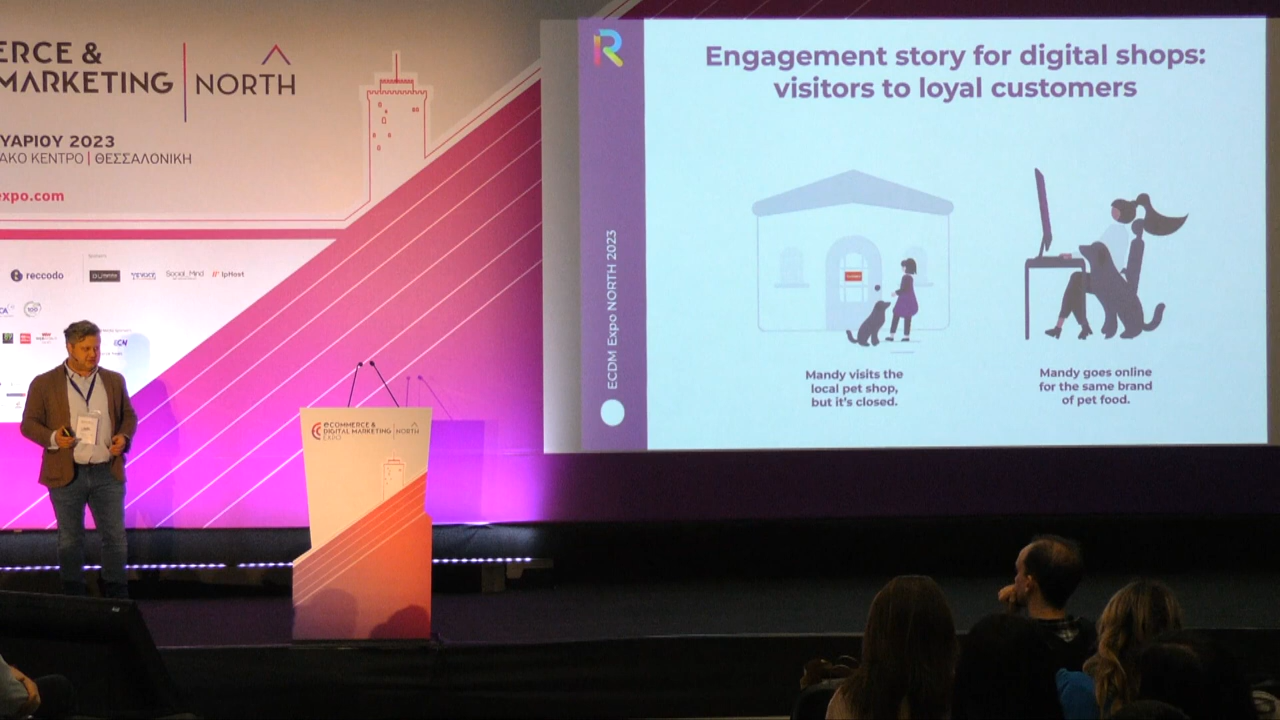 ERCE &
MARKETING
NORTH
ΥΑΡΙΟΥ 2023
ΑΚΟ ΚΕΝΤΡΟ | ΘΕΣΣΑΛΟΝΙΚΗ
expo.com
reccodo
Social Mind
IpHost
Engagement story for digital shops:
visitors to loyal customers
ECDM Expo NORTH 2023
Mandy visits the
local pet shop,
but it's closed.
Mandy goes online
for the same brand
of pet food.
eCOMMERCE &
DIGITAL MARKETING
EXPO
NORTH